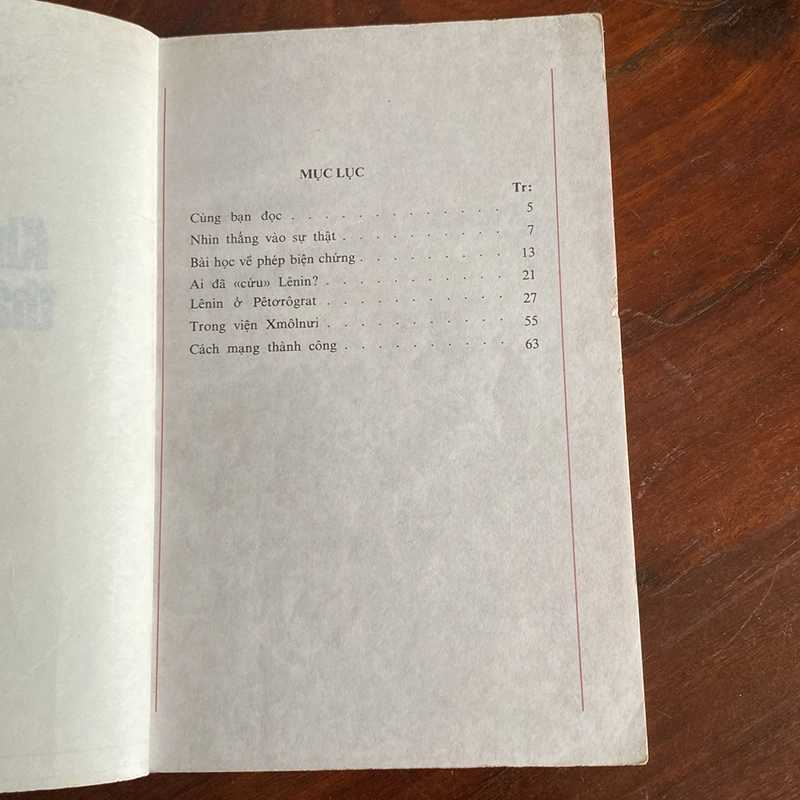 MỤC LỤC
Tr:
Cùng bạn đọc . . . . . . . . . . . . 5
Nhìn thẳng vào sự thật . . . . . . . . . . 7
Bài học về phép biện chứng . . . . . . . . . 13
Ai đã «cứu» Lênin? . . . . . . . . . . 21
Lênin ở Pêtơrôgrat . . . . . . . . . . 27
Trong viện Xmôlnưi . . . . . . . . . . 55
Cách mạng thành công . . . . . . . . . 63